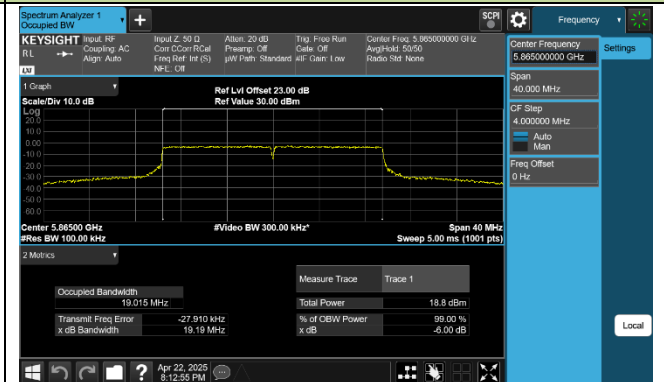 Spectrum Analyzer 1
Occupied BW
SCPI
Frequency
KEYSIGHT
RL
LXI
Input: RF
Coupling: AC
Align: Auto
Input Z: 50 Ω
Corr CCorr RCal
Freq Ref: Int (S)
NFE: Off
Atten: 20 dB
Preamp: Off
µW Path: Standard
Trig: Free Run
Gate: Off
#IF Gain: Low
Center Freq: 5.865000000 GHz
Avg|Hold: 50/50
Radio Std: None
Center Frequency
5.865000000 GHz
Settings
Span
40.000 MHz
CF Step
4.000000 MHz
Auto
Man
Freq Offset
0 Hz
Local
1 Graph
Scale/Div 10.0 dB
Ref Lvl Offset 23.00 dB
Ref Value 30.00 dBm
Log
20.0
10.0
0.00
-10.0
-20.0
-30.0
-40.0
-50.0
-60.0
Center 5.86500 GHz
#Res BW 100.00 kHz
#Video BW 300.00 kHz*
Span 40 MHz
Sweep 5.00 ms (1001 pts)
2 Metrics
Measure Trace Trace 1
Occupied Bandwidth
19.015 MHz
Total Power 18.8 dBm
Transmit Freq Error -27.910 kHz
% of OBW Power 99.00 %
x dB Bandwidth 19.19 MHz
x dB -6.00 dB
Apr 22, 2025
8:12:55 PM